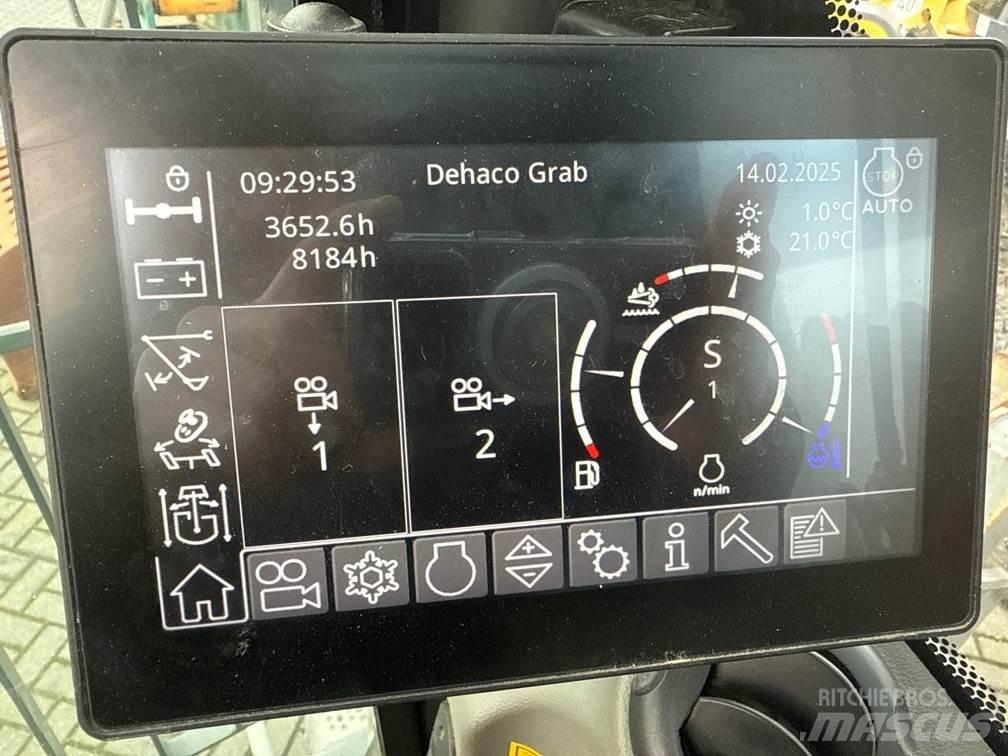 09:29:53
Dehaco Grab
14.02.2025
STOP
AUTO
3652.6h
8184h
1.0°C
21.0°C
1
2
S
1
n/min
RITCHIE BROS.
MASCUS